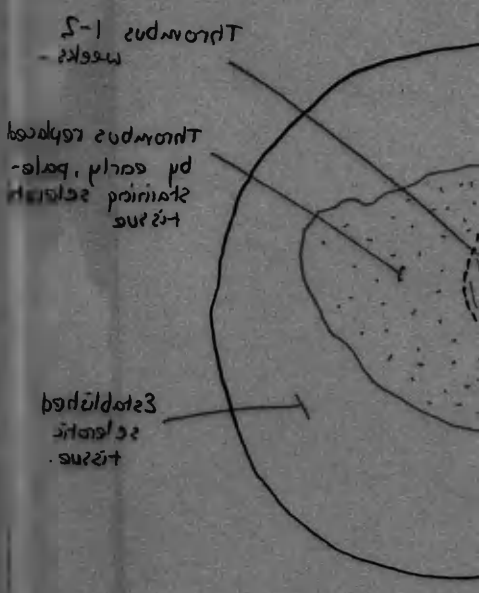 Thrombus 1-2
weeks -
Thrombus replaced
by early, pale-
staining sclerotic
tissue
Established
sclerotic
tissue.